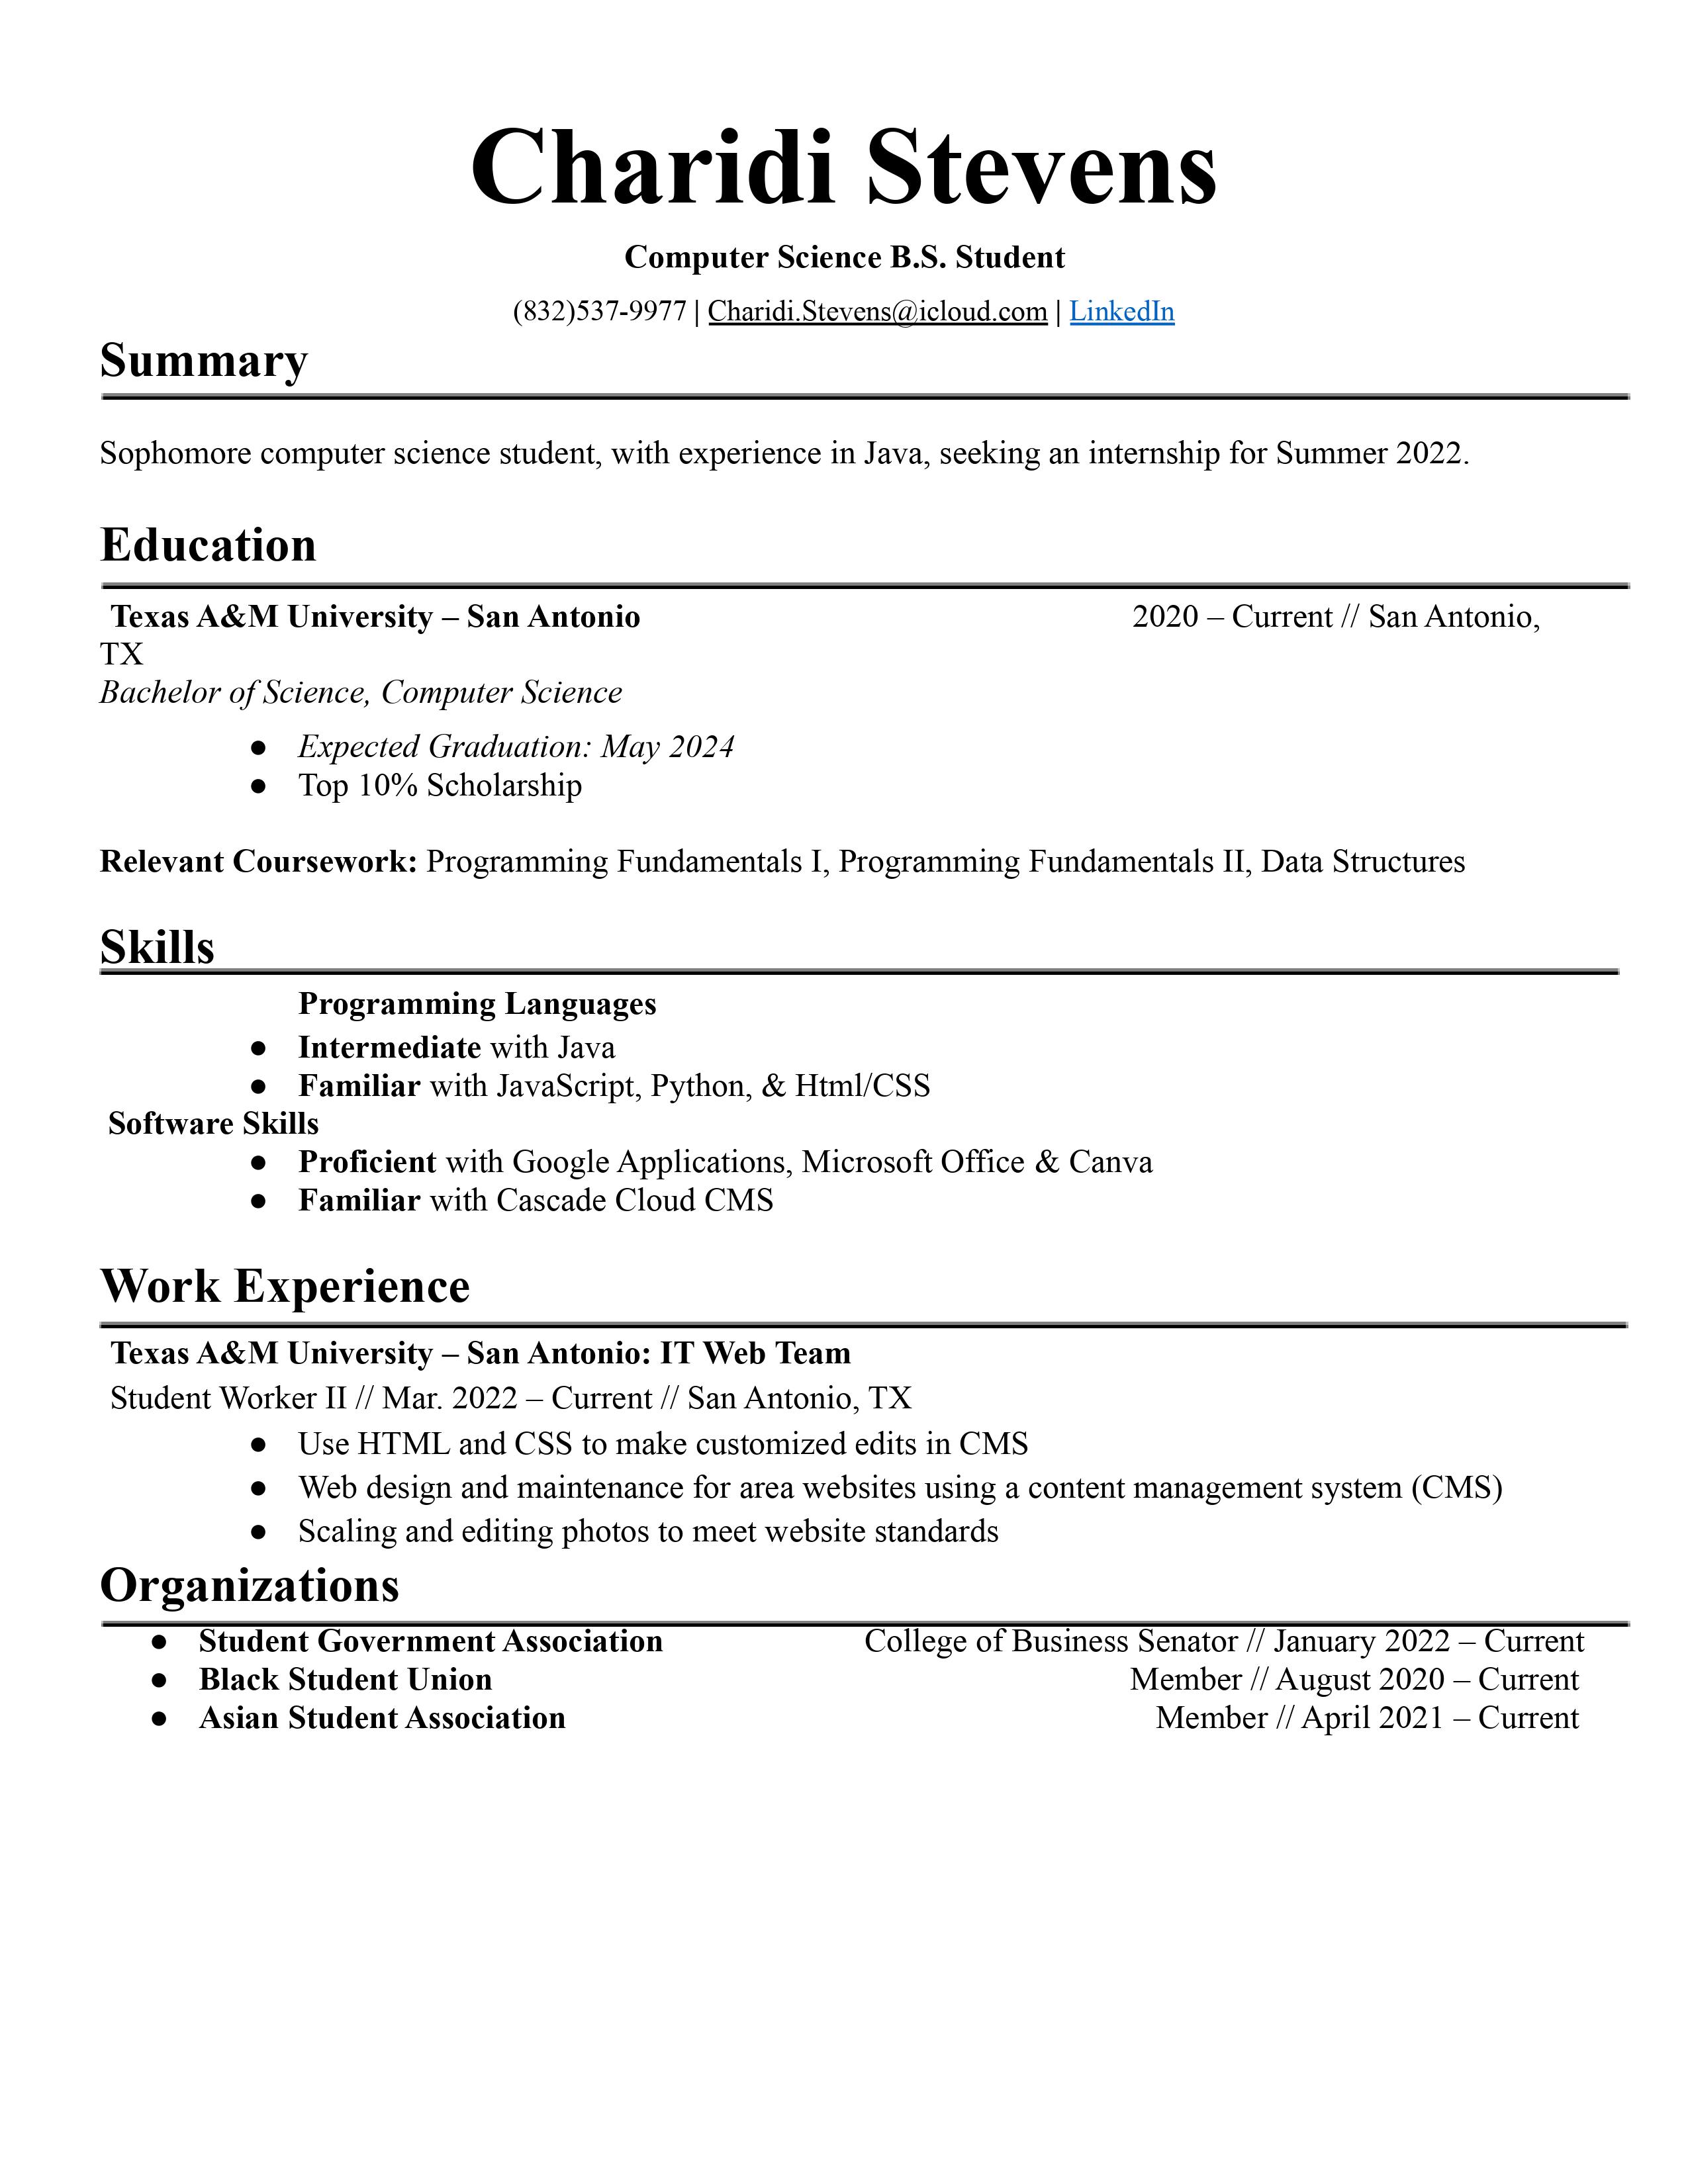 Charidi Stevens
Computer Science B.S. Student
(832)537-9977 | Charidi.Stevens@icloud.com | LinkedIn
Summary
Sophomore computer science student, with experience in Java, seeking an internship for Summer 2022.
Education
Texas A&M University – San Antonio 2020 – Current // San Antonio,
TX
Bachelor of Science, Computer Science
● Expected Graduation: May 2024
● Top 10% Scholarship
Relevant Coursework: Programming Fundamentals I, Programming Fundamentals II, Data Structures
Skills
Programming Languages
● Intermediate with Java
● Familiar with JavaScript, Python, & Html/CSS
Software Skills
● Proficient with Google Applications, Microsoft Office & Canva
● Familiar with Cascade Cloud CMS
Work Experience
Texas A&M University – San Antonio: IT Web Team
Student Worker II // Mar. 2022 – Current // San Antonio, TX
● Use HTML and CSS to make customized edits in CMS
● Web design and maintenance for area websites using a content management system (CMS)
● Scaling and editing photos to meet website standards
Organizations
● Student Government Association College of Business Senator // January 2022 – Current
● Black Student Union Member // August 2020 – Current
● Asian Student Association Member // April 2021 – Current